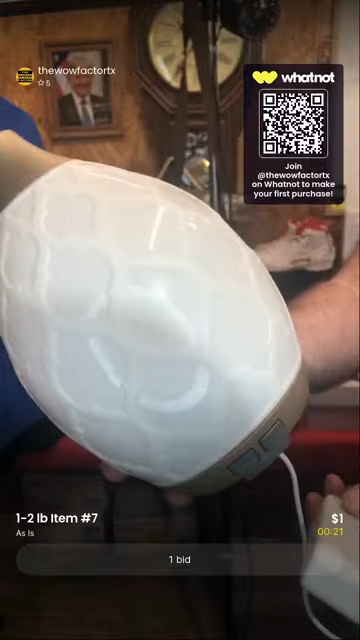 thewowfactortx
☆ 5
whatnot
Join
@thewowfactortx
on Whatnot to make
your first purchase!
1-2 lb Item #7
$1
As Is
00:21
1 bid